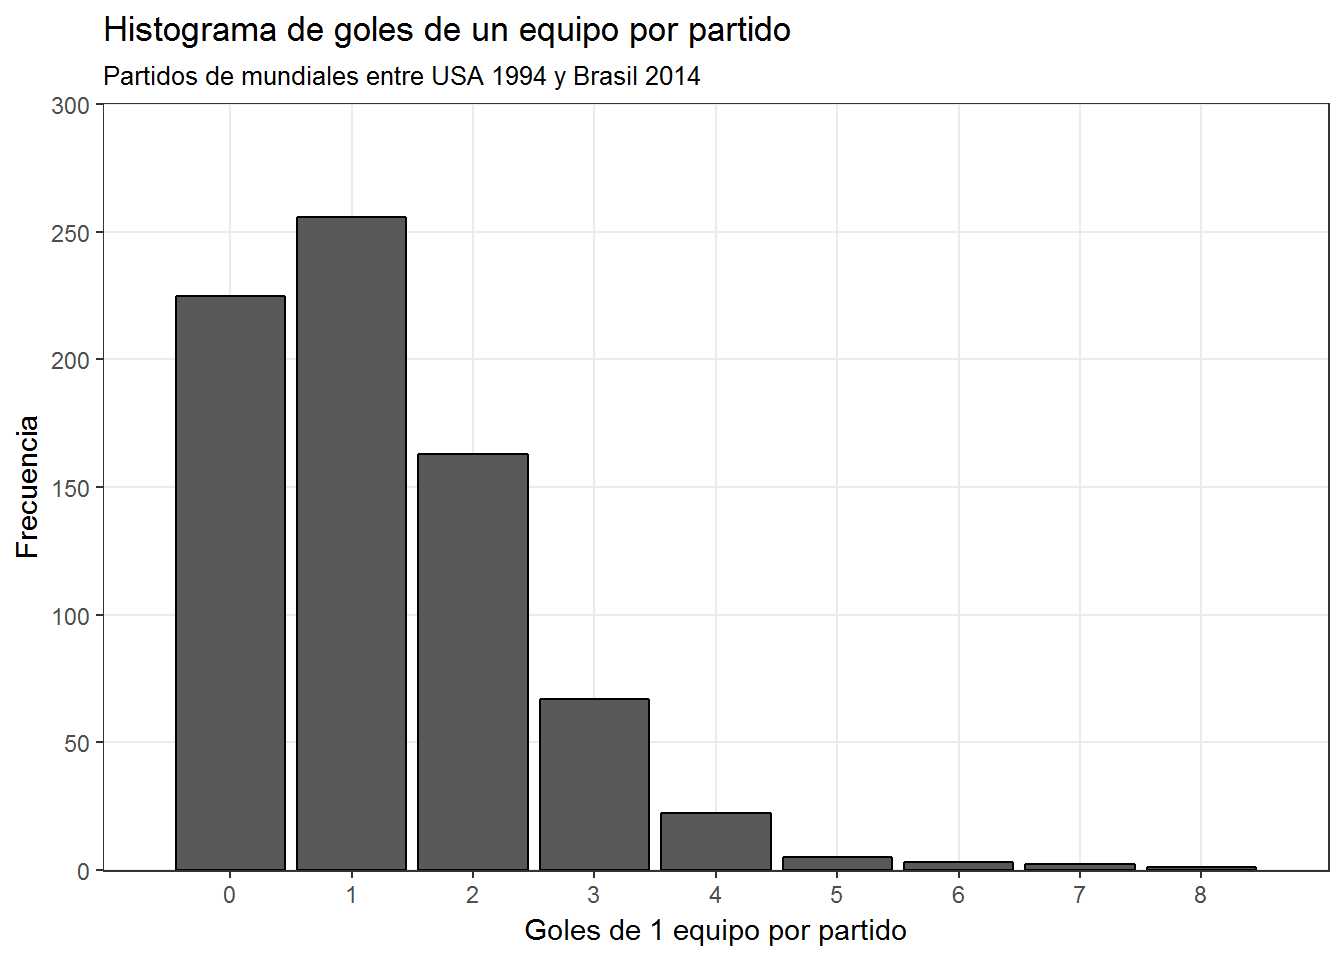 Histograma de goles de un equipo por partido
Partidos de mundiales entre USA 1994 y Brasil 2014
300
250
200
150
100
50
0
Frecuencia
0 1 2 3 4 5 6 7 8
Goles de 1 equipo por partido